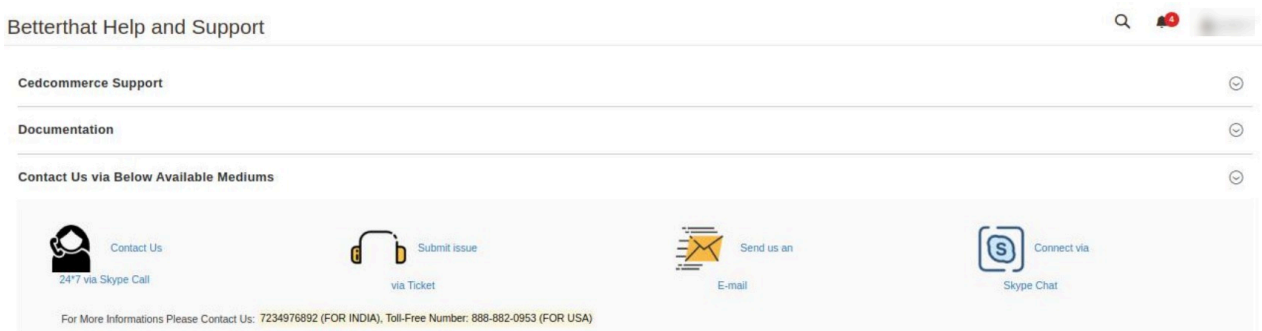 Betterthat Help and Support
4
Cedcommerce Support
Documentation
Contact Us via Below Available Mediums
Contact Us
24*7 via Skype Call
Submit issue
via Ticket
Send us an
E-mail
S
Connect via
Skype Chat
For More Informations Please Contact Us: 7234976892 (FOR INDIA), Toll-Free Number: 888-882-0953 (FOR USA)